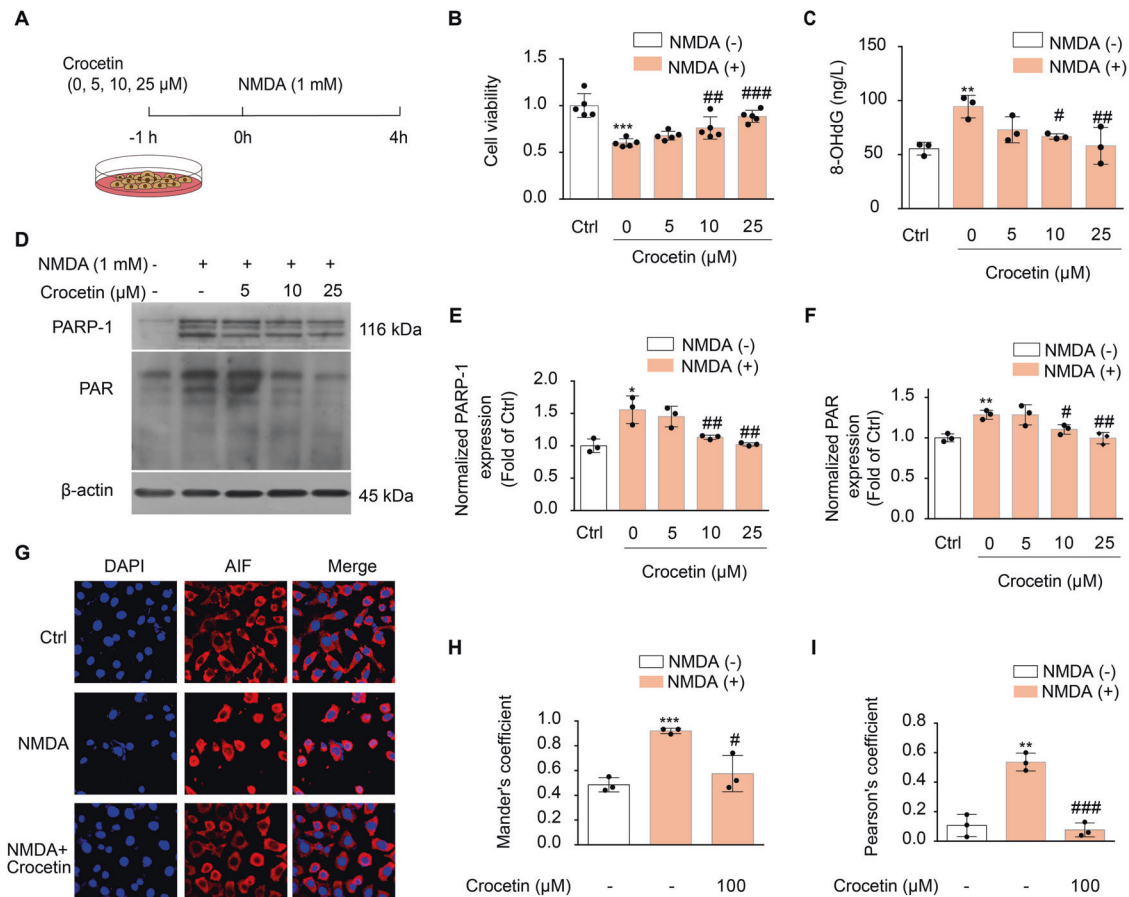 A
Crocetin
(0, 5, 10, 25 µM)
NMDA (1 mM)
-1 h
0h
4h
B
NMDA (-)
NMDA (+)
Cell viability
1.5
1.0
0.5
0.0
***
##
###
Ctrl 0 5 10 25
Crocetin (µM)
C
NMDA (-)
NMDA (+)
8-OHdG (ng/L)
150
100
50
0
**
#
##
Ctrl 0 5 10 25
Crocetin (µM)
D
NMDA (1 mM) - + + + +
Crocetin (µM) - - 5 10 25
PARP-1
116 kDa
PAR
β-actin
45 kDa
E
NMDA (-)
NMDA (+)
Normalized PARP-1
expression
(Fold of Ctrl)
2.0
1.5
1.0
0.5
0.0
*
##
##
Ctrl 0 5 10 25
Crocetin (µM)
F
NMDA (-)
NMDA (+)
Normalized PAR
expression
(Fold of Ctrl)
1.5
1.0
0.5
0.0
**
#
##
Ctrl 0 5 10 25
Crocetin (µM)
G
DAPI AIF Merge
Ctrl
NMDA
NMDA+
Crocetin
H
NMDA (-)
NMDA (+)
Mander's coefficient
1.0
0.8
0.6
0.4
0.2
0.0
***
#
Crocetin (µM) - - 100
I
NMDA (-)
NMDA (+)
Pearson's coefficient
0.8
0.6
0.4
0.2
0.0
**
###
Crocetin (µM) - - 100